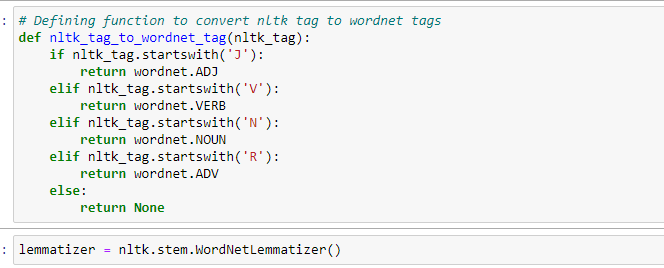 : # Defining function to convert nltk tag to wordnet tags
def nltk_tag_to_wordnet_tag(nltk_tag):
    if nltk_tag.startswith('J'):
        return wordnet.ADJ
    elif nltk_tag.startswith('V'):
        return wordnet.VERB
    elif nltk_tag.startswith('N'):
        return wordnet.NOUN
    elif nltk_tag.startswith('R'):
        return wordnet.ADV
    else:
        return None
: lemmatizer = nltk.stem.WordNetLemmatizer()